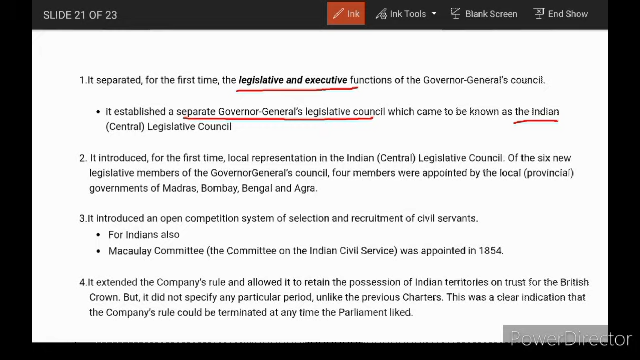 SLIDE 21 OF 23
Ink
Ink Tools
Blank Screen
End Show
1.It separated, for the first time, the legislative and executive functions of the Governor-General's council.
• it established a separate Governor-General's legislative council which came to be known as the Indian
(Central) Legislative Council
2. It introduced, for the first time, local representation in the Indian (Central) Legislative Council. Of the six new
legislative members of the GovernorGeneral's council, four members were appointed by the local (provincial)
governments of Madras, Bombay, Bengal and Agra.
3.It introduced an open competition system of selection and recruitment of civil servants.
• For Indians also
• Macaulay Committee (the Committee on the Indian Civil Service) was appointed in 1854.
4.It extended the Company's rule and allowed it to retain the possession of Indian territories on trust for the British
Crown. But, it did not specify any particular period, unlike the previous Charters. This was a clear indication that
the Company's rule could be terminated at any time the Parliament liked.
PowerDirector